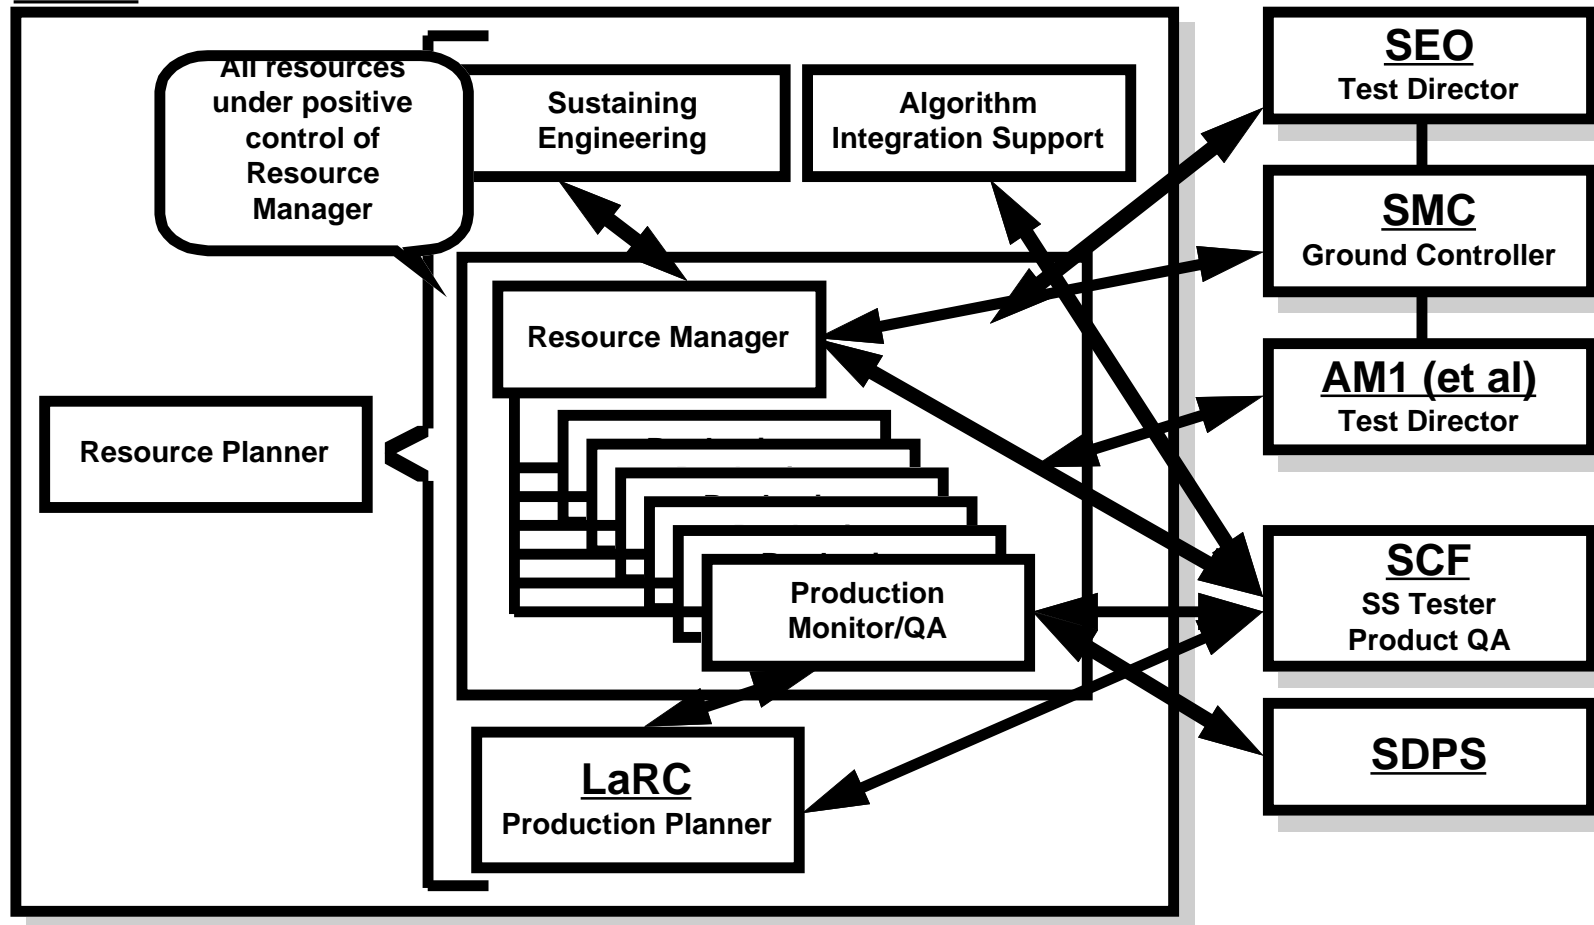 All resources
under positive
control of
Resource
Manager
Sustaining
Engineering
Algorithm
Integration Support
Resource Manager
Resource Planner
Production
Monitor/QA
LaRC
Production Planner
SEO
Test Director
SMC
Ground Controller
AM1 (et al)
Test Director
SCF
SS Tester
Product QA
SDPS